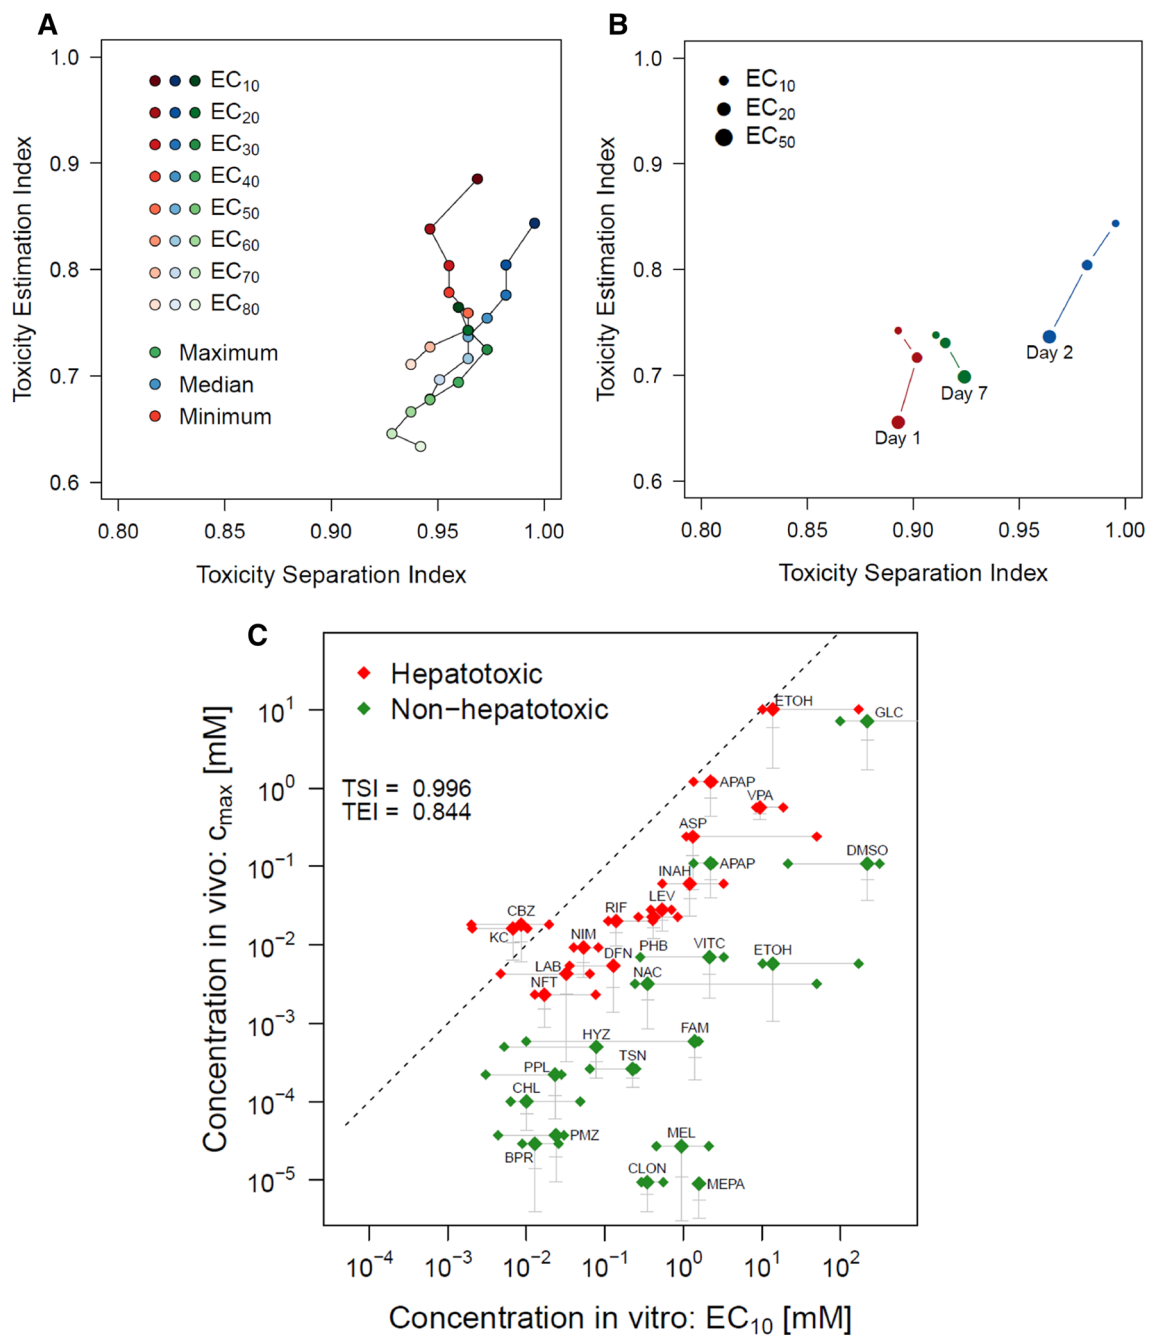 A
1.0
0.9
0.8
0.7
0.6
Toxicity Estimation Index
EC10
EC20
EC30
EC40
EC50
EC60
EC70
EC80
Maximum
Median
Minimum
0.80 0.85 0.90 0.95 1.00
Toxicity Separation Index
B
1.0
0.9
0.8
0.7
0.6
Toxicity Estimation Index
EC10
EC20
EC50
Day 2
Day 7
Day 1
0.80 0.85 0.90 0.95 1.00
Toxicity Separation Index
C
Hepatotoxic
Non−hepatotoxic
TSI = 0.996
TEI = 0.844
Concentration in vivo: cmax [mM]
10^1
10^0
10^−1
10^−2
10^−3
10^−4
10^−5
ETOH
GLC
APAP
VPA
ASP
APAP
DMSO
INAH
LEV
RIF
CBZ
KC
NIM
PHB
VITC
ETOH
DFN
LAB
NAC
NFT
HYZ
FAM
TSN
PPL
CHL
PMZ
MEL
BPR
CLON
MEPA
10^−4 10^−3 10^−2 10^−1 10^0 10^1 10^2
Concentration in vitro: EC10 [mM]